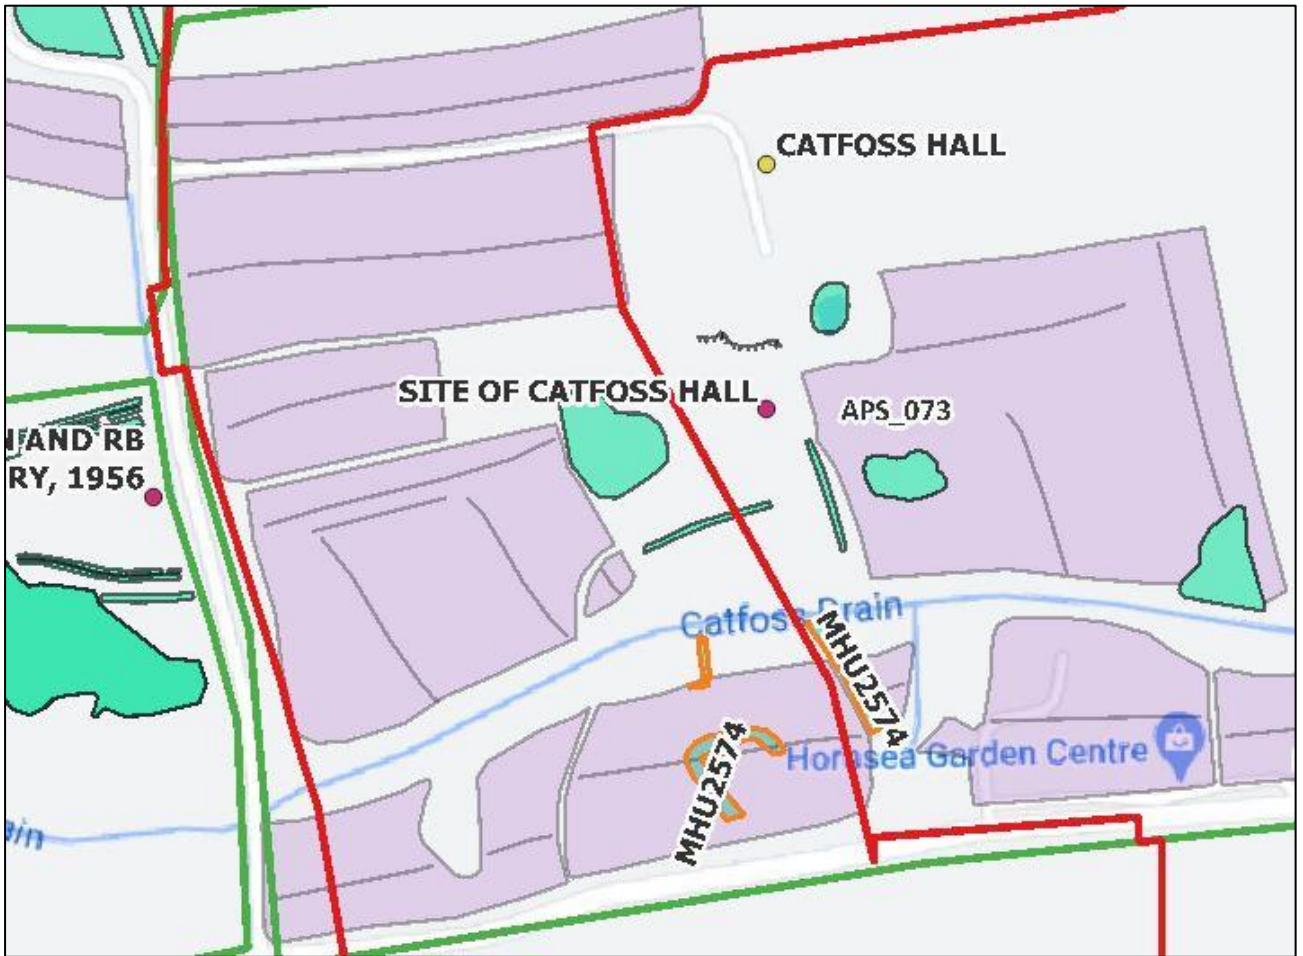 CATFOSS HALL
SITE OF CATFOSS HALL
APS_073
N AND RB
RY, 1956
Catfoss Drain
MHU2574
MHU2574
Hornsea Garden Centre
ain